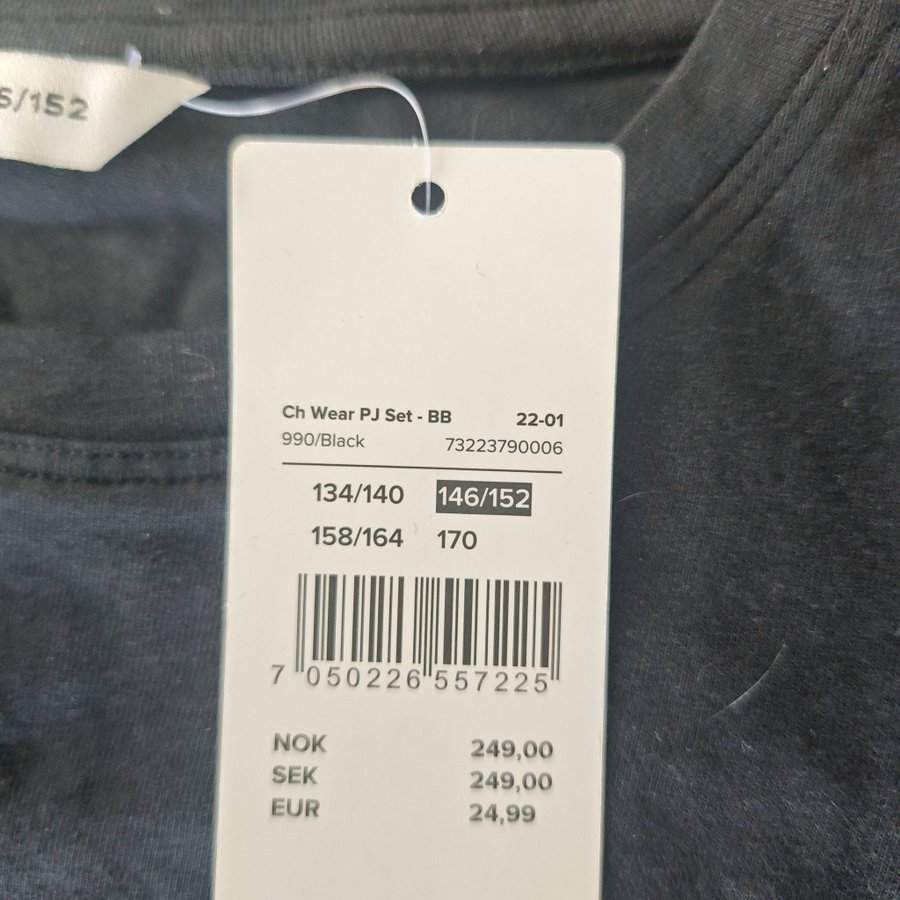 6/152
Ch Wear PJ Set - BB 22-01
990/Black 73223790006
134/140 146/152
158/164 170
7 050226 557225
NOK 249,00
SEK 249,00
EUR 24,99